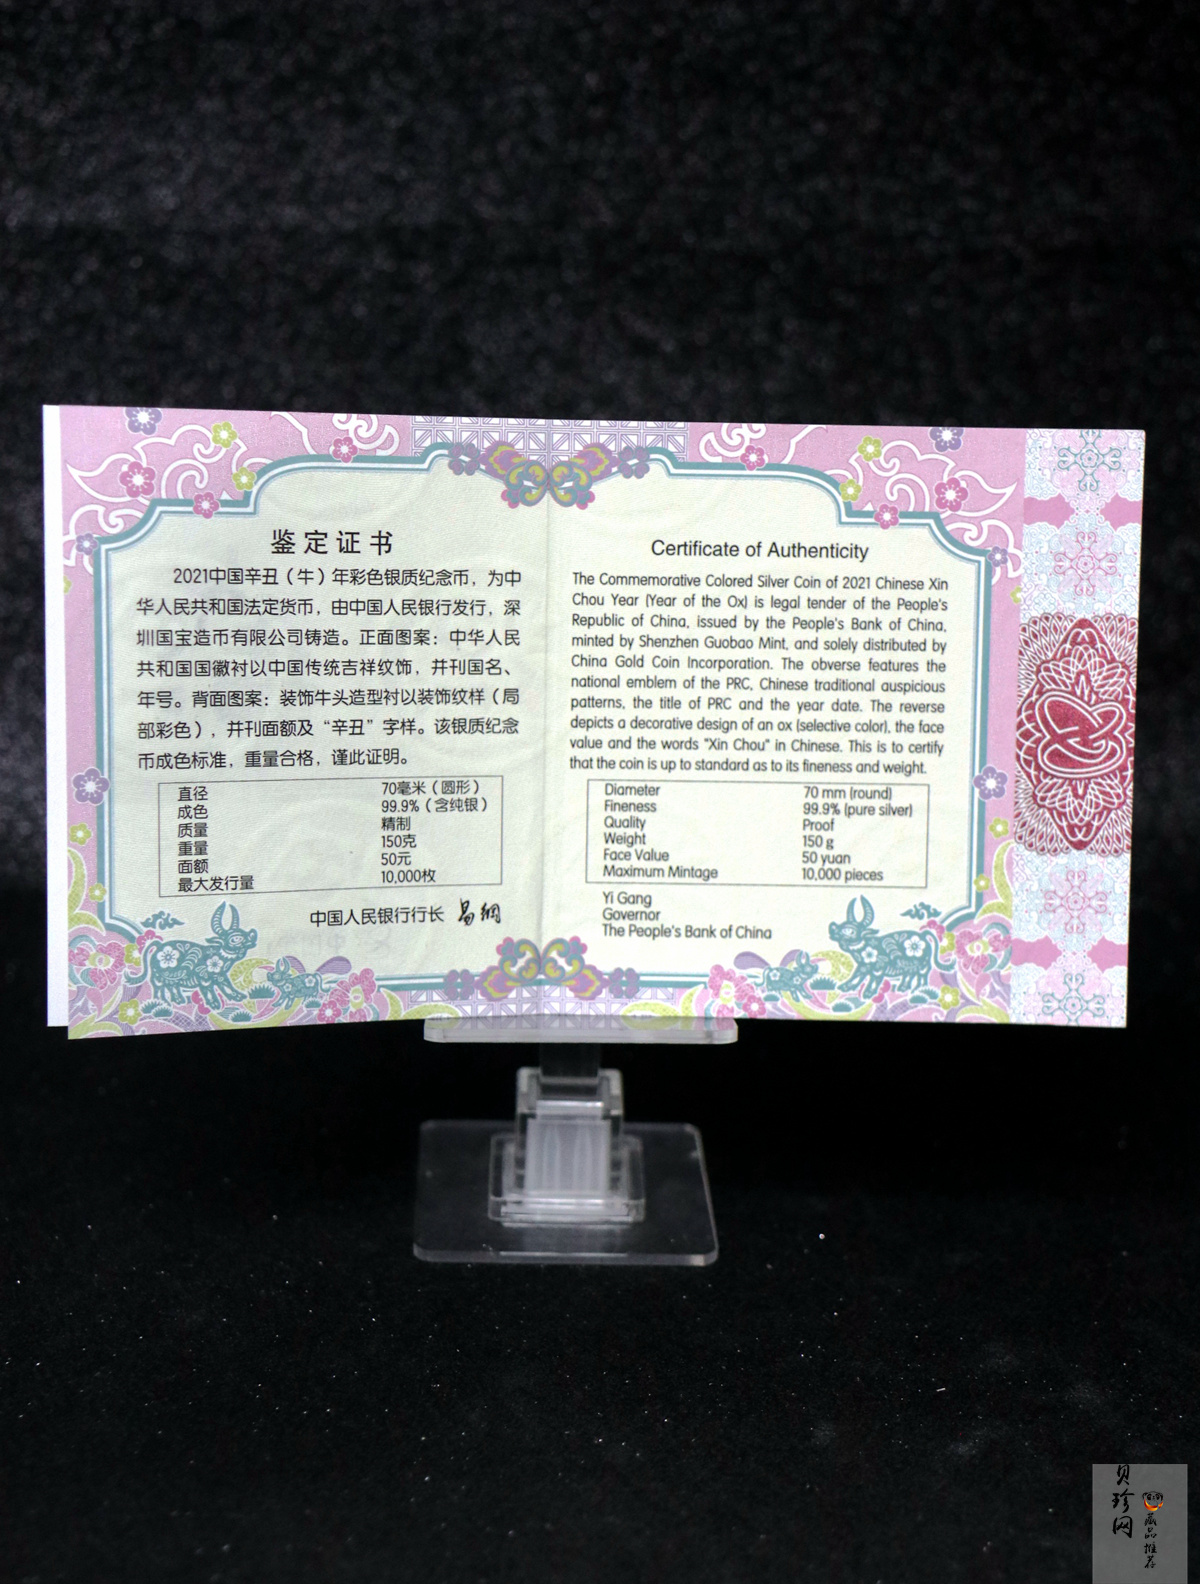 鉴定证书
2021中国辛丑（牛）年彩色银质纪念币，为中
华人民共和国法定货币，由中国人民银行发行，深
圳国宝造币有限公司铸造。正面图案：中华人民
共和国国徽衬以中国传统吉祥纹饰，并刊国名、
年号。背面图案：装饰牛头造型衬以装饰纹样（局
部彩色），并刊面额及“辛丑”字样。该银质纪念
币成色标准，重量合格，谨此证明。
直径 70毫米（圆形）
成色 99.9%（含纯银）
质量 精制
重量 150克
面额 50元
最大发行量 10,000枚
中国人民银行行长 易纲
Certificate of Authenticity
The Commemorative Colored Silver Coin of 2021 Chinese Xin
Chou Year (Year of the Ox) is legal tender of the People's
Republic of China, issued by the People's Bank of China,
minted by Shenzhen Guobao Mint, and solely distributed by
China Gold Coin Incorporation. The obverse features the
national emblem of the PRC, Chinese traditional auspicious
patterns, the title of PRC and the year date. The reverse
depicts a decorative design of an ox (selective color), the face
value and the words "Xin Chou" in Chinese. This is to certify
that the coin is up to standard as to its fineness and weight.
Diameter 70 mm (round)
Fineness 99.9% (pure silver)
Quality Proof
Weight 150 g
Face Value 50 yuan
Maximum Mintage 10,000 pieces
Yi Gang
Governor
The People's Bank of China
贝珍网
藏品推荐